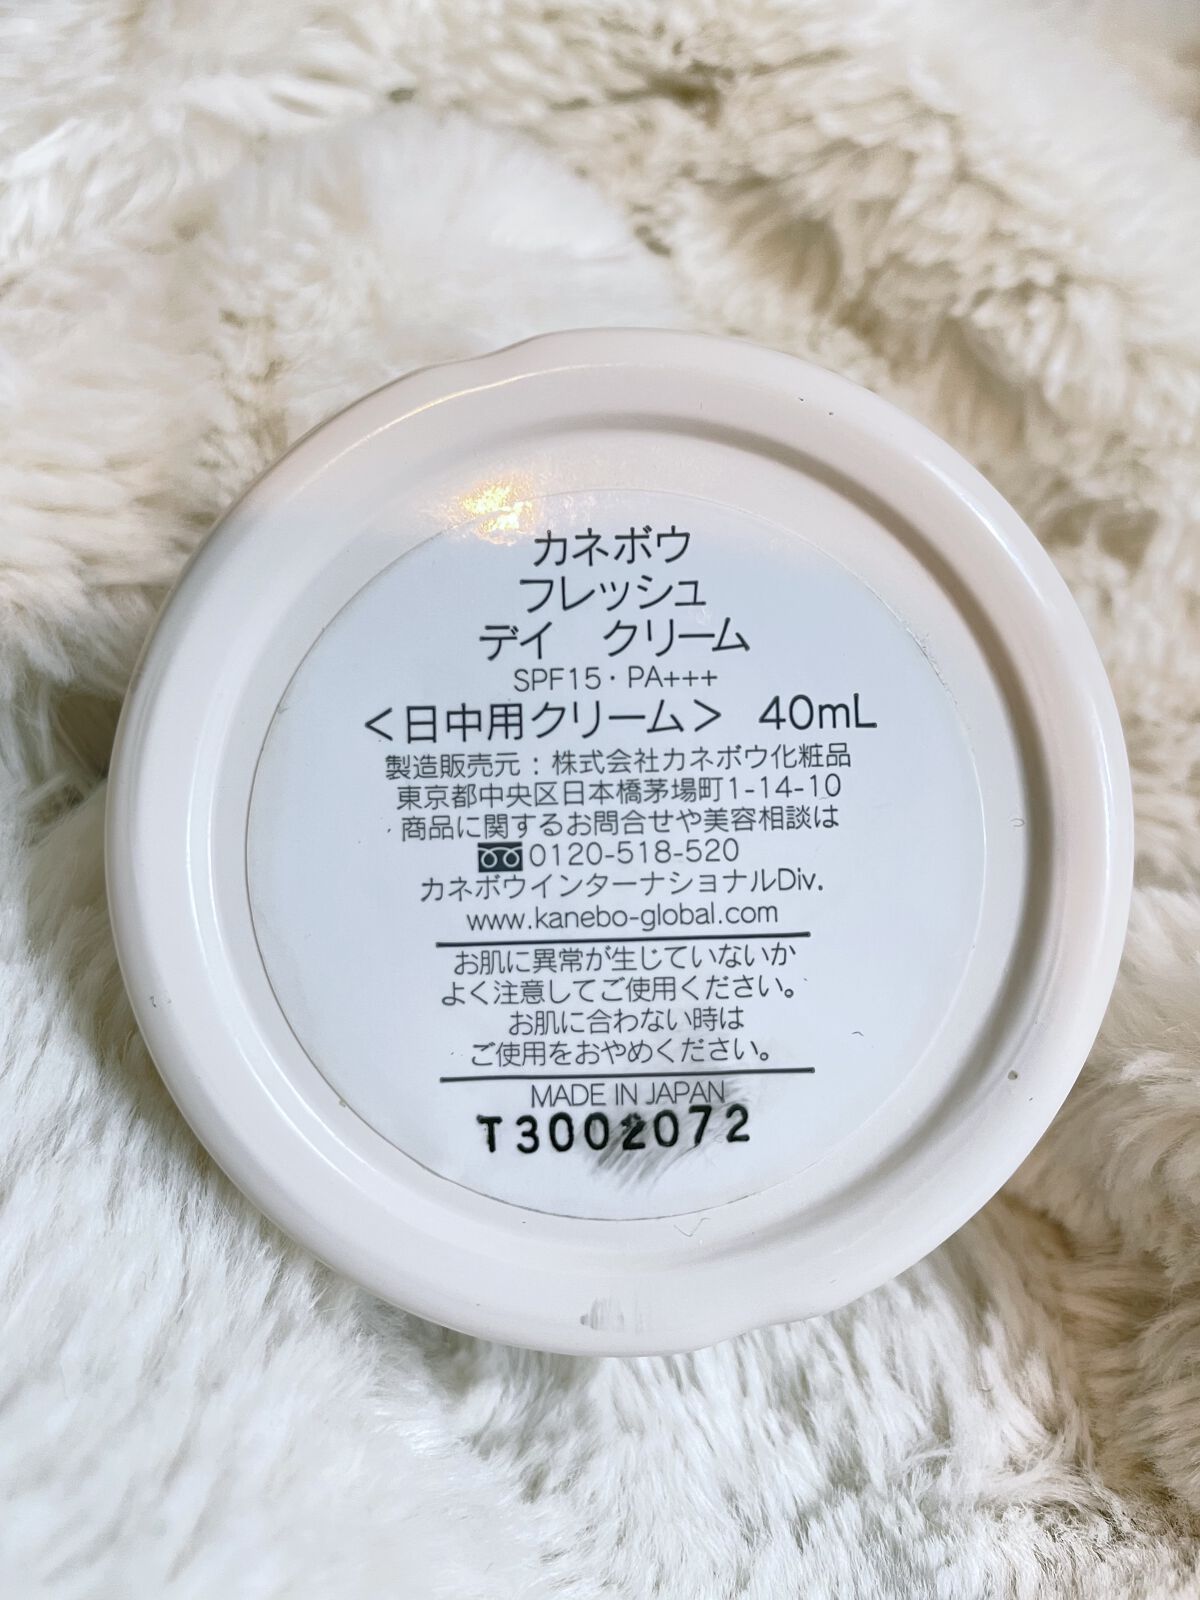 カネボウ
フレッシュ
デイ　クリーム
SPF15・PA+++
＜日中用クリーム＞　40mL
製造販売元：株式会社カネボウ化粧品
東京都中央区日本橋茅場町1-14-10
商品に関するお問合せや美容相談は
0120-518-520
カネボウインターナショナルDiv.
www.kanebo-global.com
お肌に異常が生じていないか
よく注意してご使用ください。
お肌に合わない時は
ご使用をおやめください。
MADE IN JAPAN
T3002072